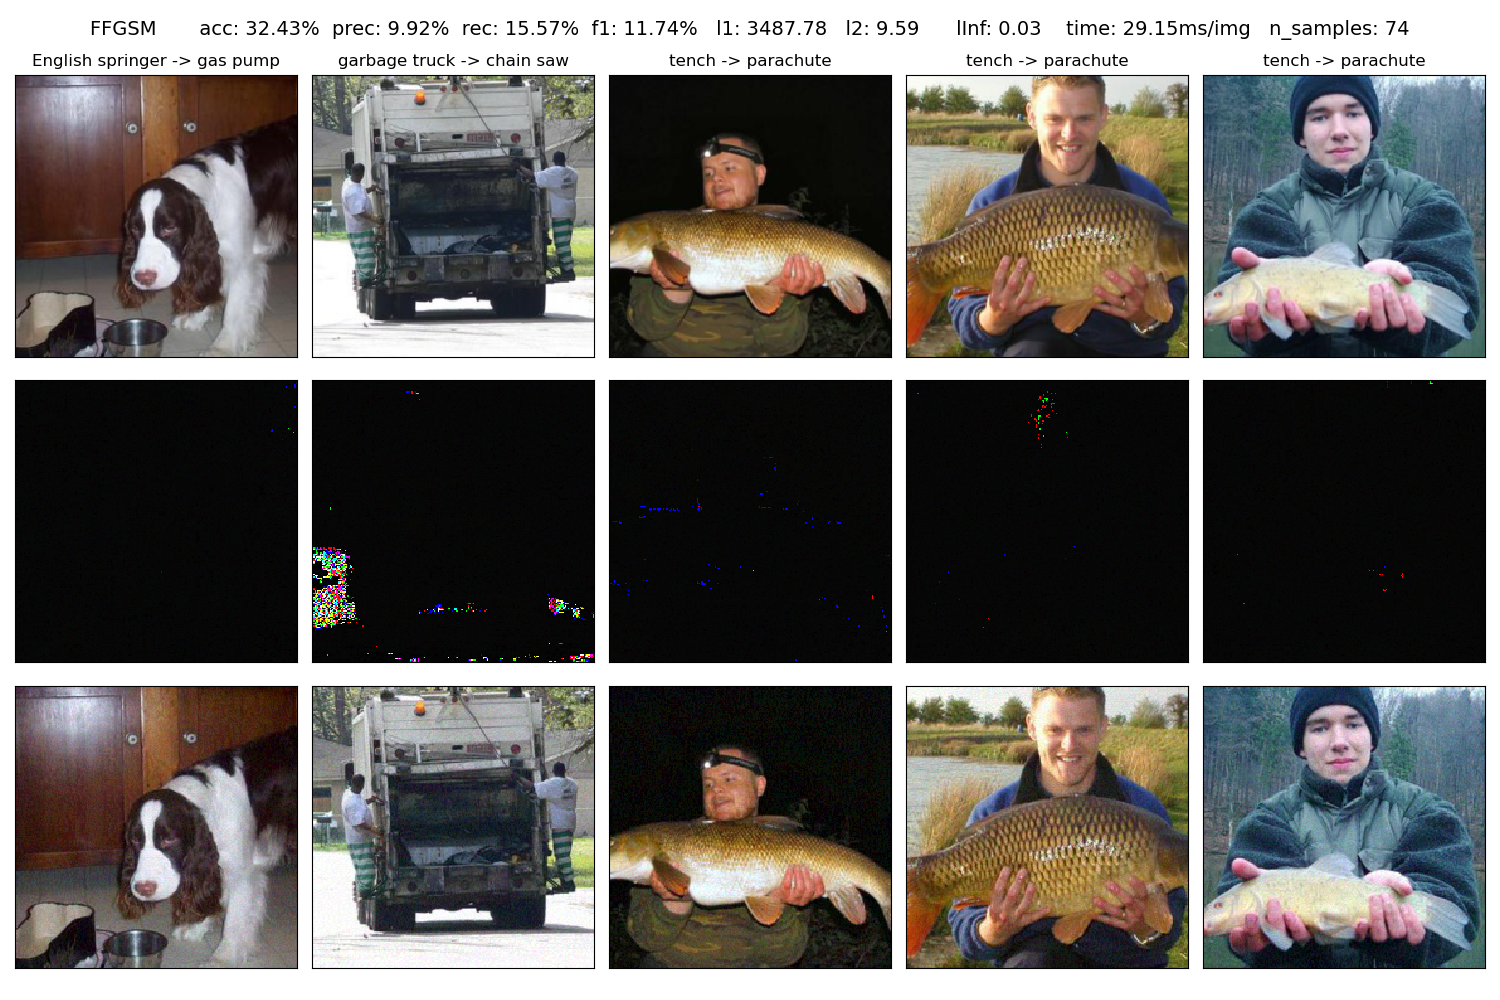 FFGSM acc: 32.43% prec: 9.92% rec: 15.57% f1: 11.74% l1: 3487.78 l2: 9.59 lInf: 0.03 time: 29.15ms/img n_samples: 74
English springer -> gas pump
garbage truck -> chain saw
tench -> parachute
tench -> parachute
tench -> parachute